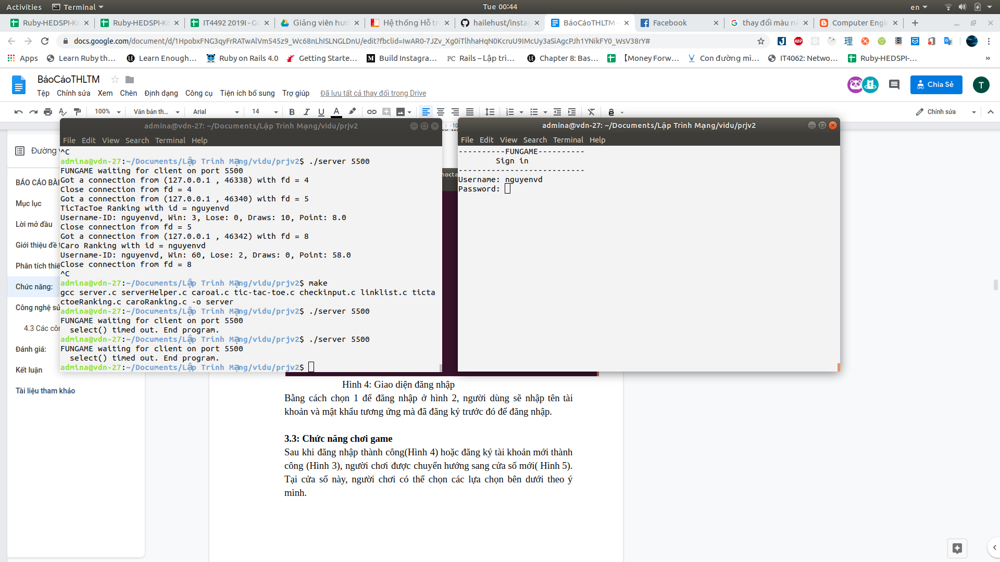 Activities
Terminal
Tue 00:44
en
Ruby-HEDSPI-K6
Ruby-HEDSPI-K6
IT4492 2019I - Go
Giảng viên hướ
Hệ thống Hỗ tr
hailehust/insta
BáoCáoTHLTM -
Facebook
thay đổi màu nề
Computer Engin
docs.google.com/document/d/1HpobxFNG3qyFrRATwAlVm545z9_Wc68nLhISLNGLDnU/edit?fbclid=IwAR0-7JZv_Xg0iTlhhaHqN0KcruU9IMcUy3aSiAgcPJh1YNikFY0_WsV38rY#
Apps
Learn Ruby th...
Learn Enough...
Ruby on Rails 4.0
Getting Starte...
Build Instagra...
Rails – Lập trì...
Chapter 8: Bas...
【Money Forw...
Con đường mì...
IT4062: Netwo...
Ruby-HEDSPI-...
BáoCáoTHLTM
Tệp Chỉnh sửa Xem Chèn Định dạng Công cụ Tiện ích bổ sung Trợ giúp
Đã lưu tất cả thay đổi trong Drive
Chia Sẻ
T
100%
Văn bản th...
Arial
14
Chỉnh sửa
Đường
BÁO CÁO BÀI
Mục lục
Lời mở đầu
Giới thiệu đề t
Phân tích thiế
Chức năng:
Công nghệ sử
4.3 Các côn
Đánh giá:
Kết luận
Tài liệu tham khảo
admina@vdn-27: ~/Documents/Lập Trình Mạng/vidu/prjv2
File Edit View Search Terminal Help
^C
admina@vdn-27:~/Documents/Lập Trình Mạng/vidu/prjv2$ ./server 5500
FUNGAME waiting for client on port 5500
Got a connection from (127.0.0.1 , 46338) with fd = 4
Close connection from fd = 4
Got a connection from (127.0.0.1 , 46340) with fd = 5
TicTacToe Ranking with id = nguyenvd
Username-ID: nguyenvd, Win: 3, Lose: 0, Draws: 10, Point: 8.0
Close connection from fd = 5
Got a connection from (127.0.0.1 , 46342) with fd = 8
Caro Ranking with id = nguyenvd
Username-ID: nguyenvd, Win: 60, Lose: 2, Draws: 0, Point: 58.0
Close connection from fd = 8
^C
admina@vdn-27:~/Documents/Lập Trình Mạng/vidu/prjv2$ make
gcc server.c serverHelper.c caroai.c tic-tac-toe.c checkinput.c linklist.c ticta
ctoeRanking.c caroRanking.c -o server
admina@vdn-27:~/Documents/Lập Trình Mạng/vidu/prjv2$ ./server 5500
FUNGAME waiting for client on port 5500
select() timed out. End program.
admina@vdn-27:~/Documents/Lập Trình Mạng/vidu/prjv2$ ./server 5500
FUNGAME waiting for client on port 5500
select() timed out. End program.
admina@vdn-27:~/Documents/Lập Trình Mạng/vidu/prjv2$
nocta
admina@vdn-27: ~/Documents/Lập Trình Mạng/vidu/prjv2
File Edit View Search Terminal Help
----------FUNGAME----------
Sign in
---------------------------
Username: nguyenvd
Password:
Hình 4: Giao diện đăng nhập
Bằng cách chọn 1 để đăng nhập ở hình 2, người dùng sẽ nhập tên tài
khoản và mật khẩu tương ứng mà đã đăng ký trước đó để đăng nhập.
3.3: Chức năng chơi game
Sau khi đăng nhập thành công(Hình 4) hoặc đăng ký tài khoản mới thành
công (Hình 3), người chơi được chuyển hướng sang cửa sổ mới( Hình 5).
Tại cửa sổ này, người chơi có thể chọn các lựa chọn bên dưới theo ý
mình.